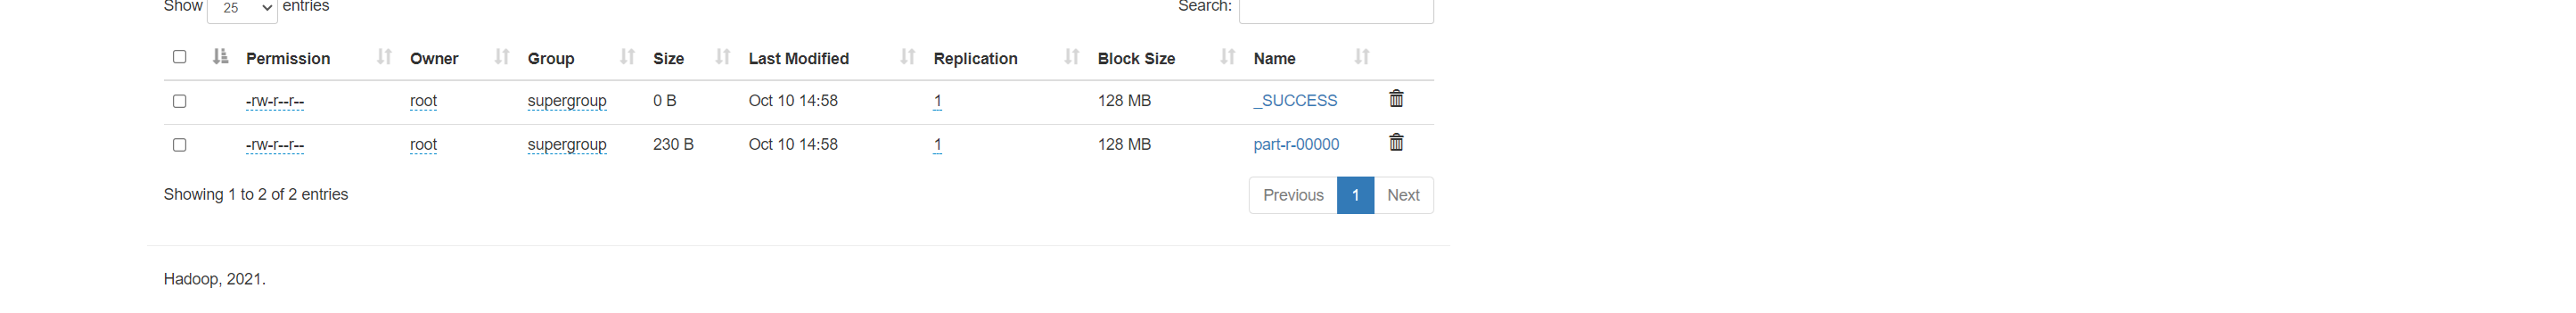 Show 25 entries Search:
Permission Owner Group Size Last Modified Replication Block Size Name
-rw-r--r-- root supergroup 0 B Oct 10 14:58 1 128 MB _SUCCESS
-rw-r--r-- root supergroup 230 B Oct 10 14:58 1 128 MB part-r-00000
Showing 1 to 2 of 2 entries Previous 1 Next
Hadoop, 2021.